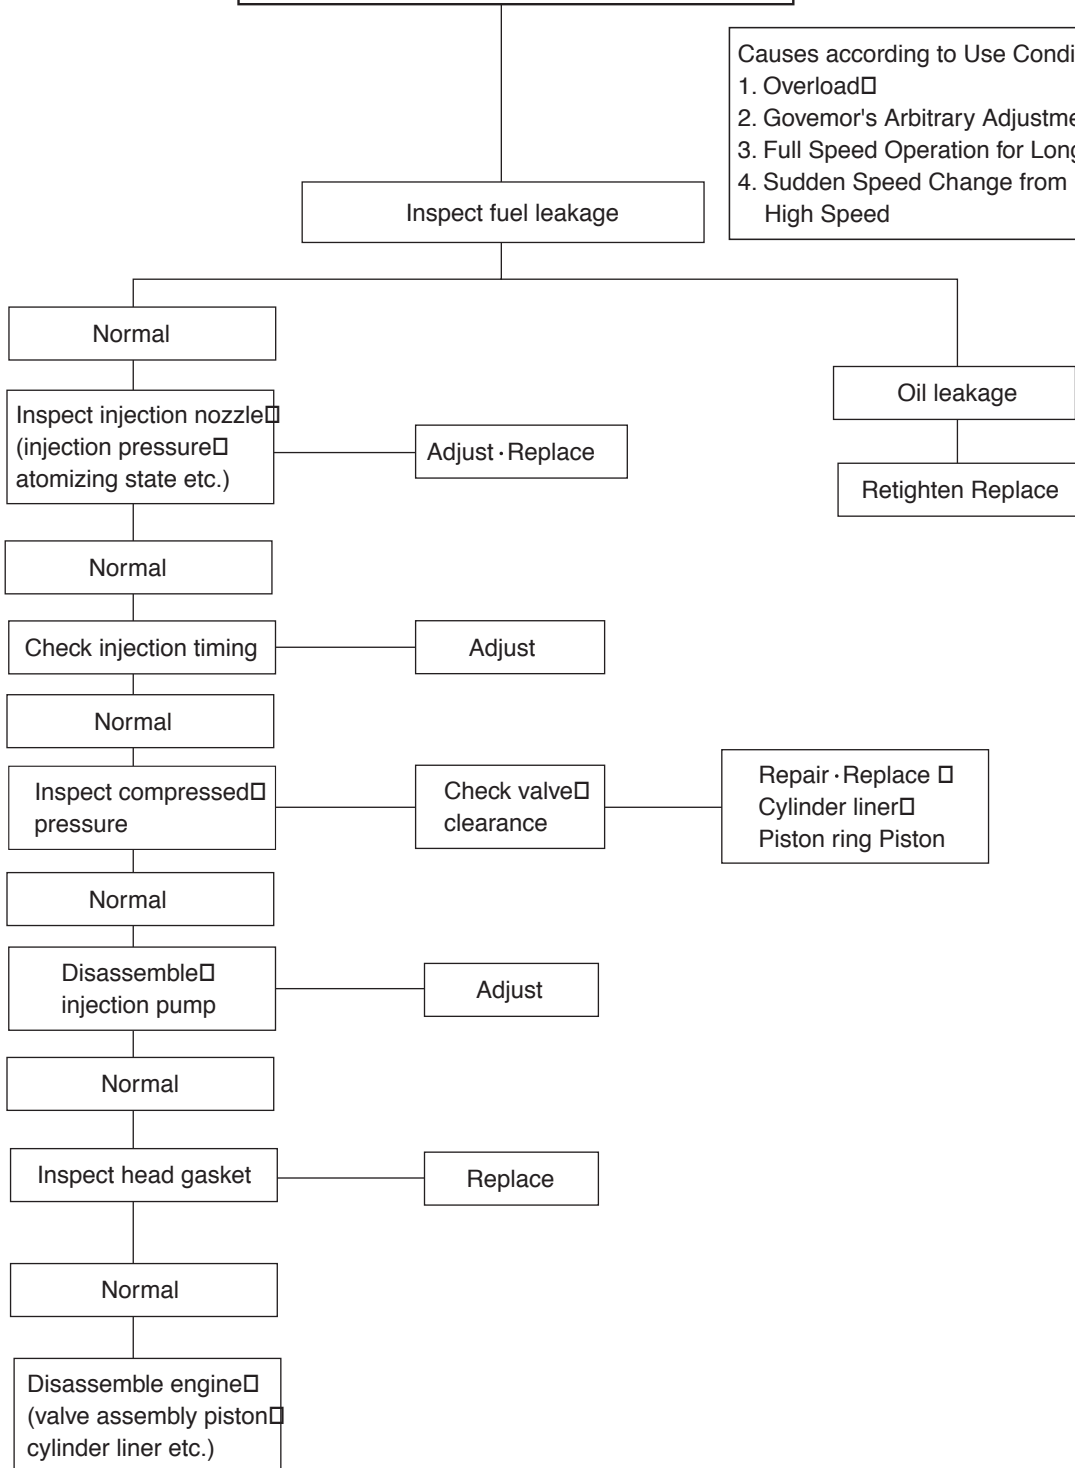 Causes according to Use
1. Overload
2. Govemor's Arbitrary
3. Full Speed Operation for
4. Sudden Speed Change from
High Speed
Inspect fuel leakage
Normal
Oil leakage
Retighten Replace
Inspect injection nozzle
(injection pressure
atomizing state etc.)
Adjust·Replace
Normal
Check injection timing
Adjust
Normal
Inspect compressed
pressure
Check valve
clearance
Repair·Replace
Cylinder liner
Piston ring Piston
Normal
Disassemble
injection pump
Adjust
Normal
Inspect head gasket
Replace
Normal
Disassemble engine
(valve assembly piston
cylinder liner etc.)